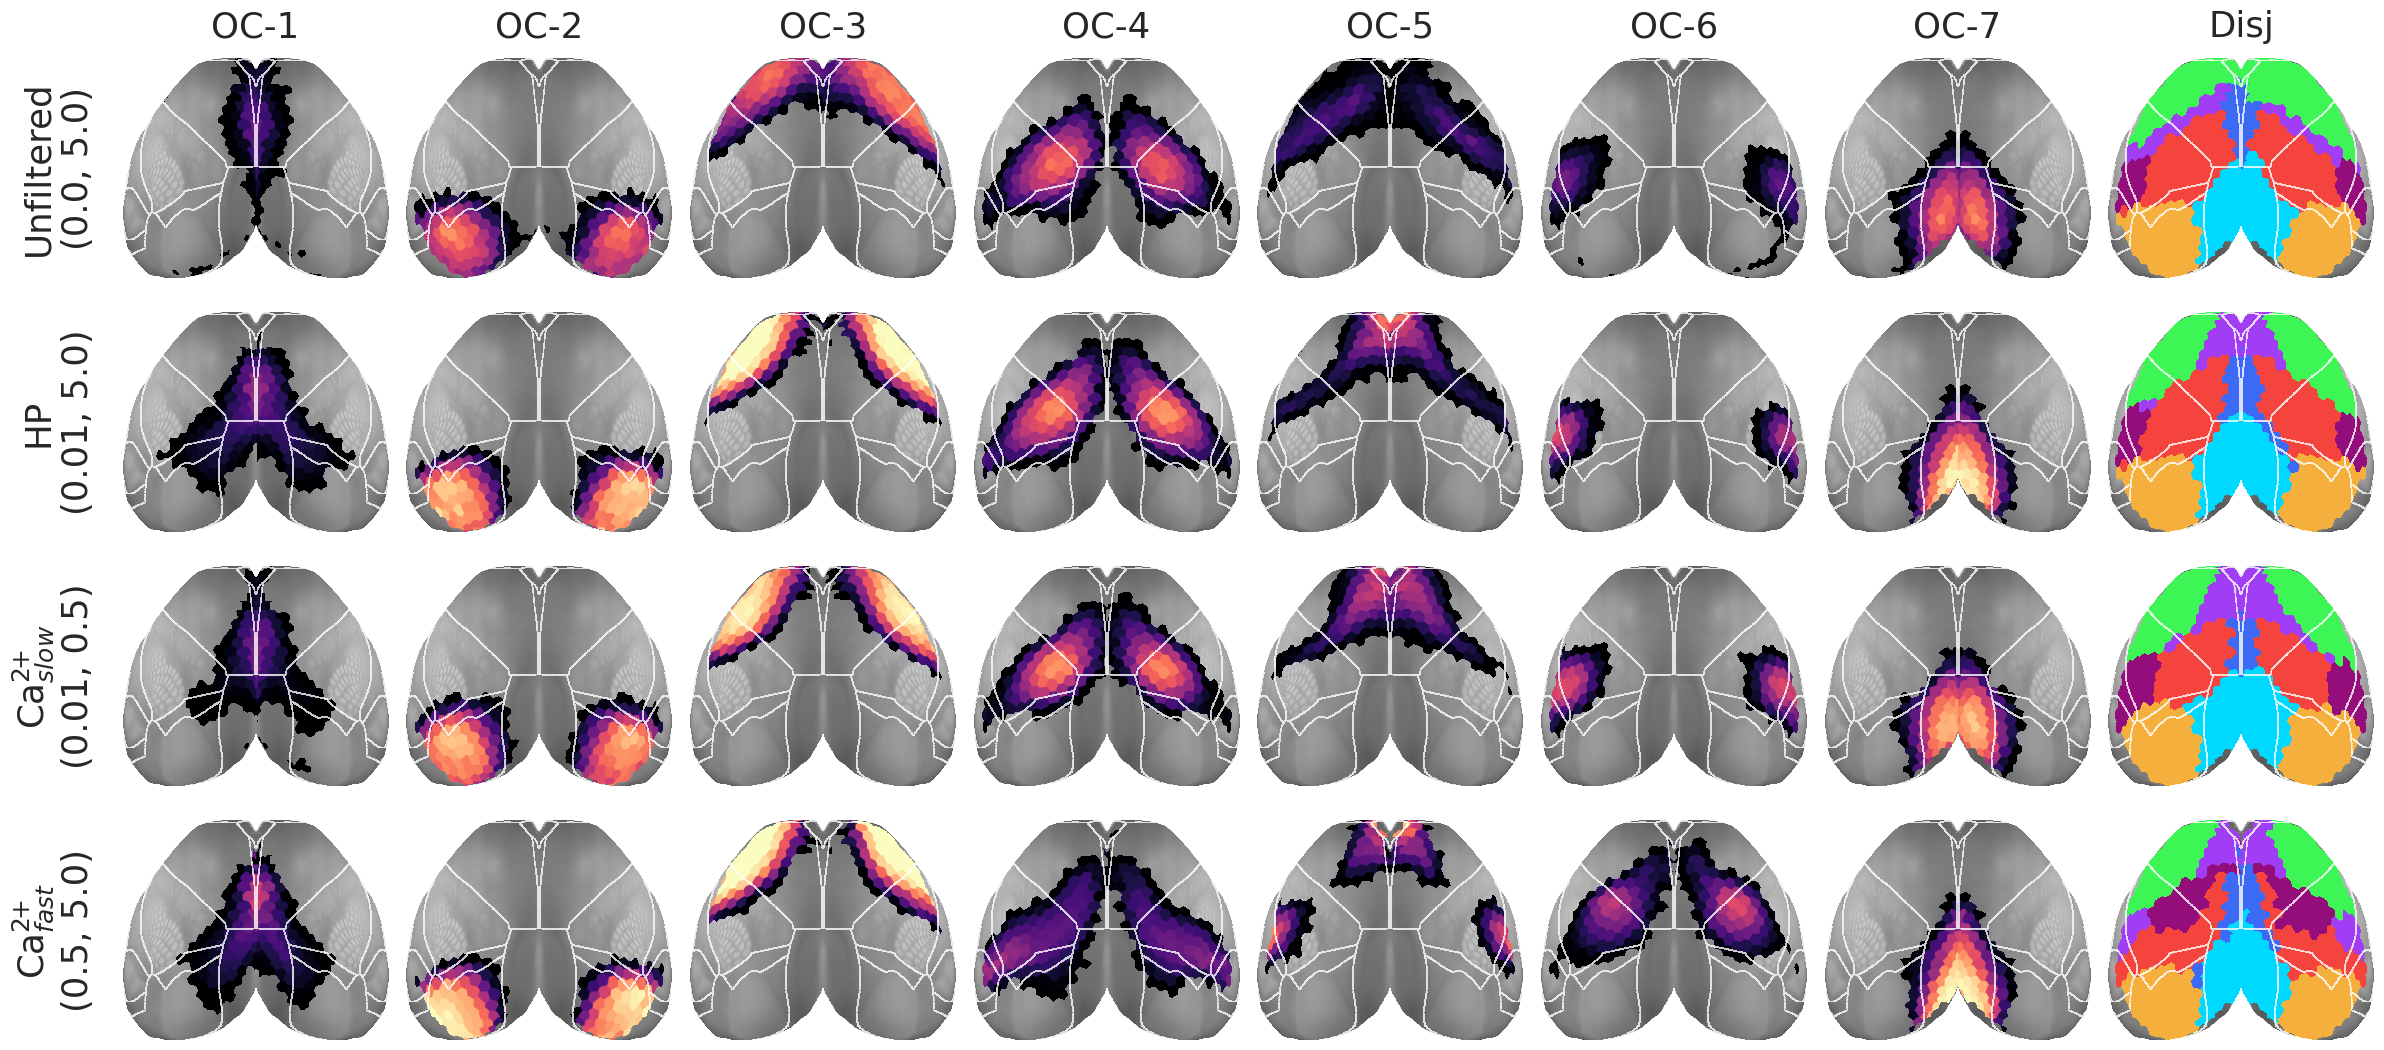 OC-1 OC-2 OC-3 OC-4 OC-5 OC-6 OC-7 Disj
Unfiltered
(0.0, 5.0)
HP
(0.01, 5.0)
Ca²⁺slow
(0.01, 0.5)
Ca²⁺fast
(0.5, 5.0)